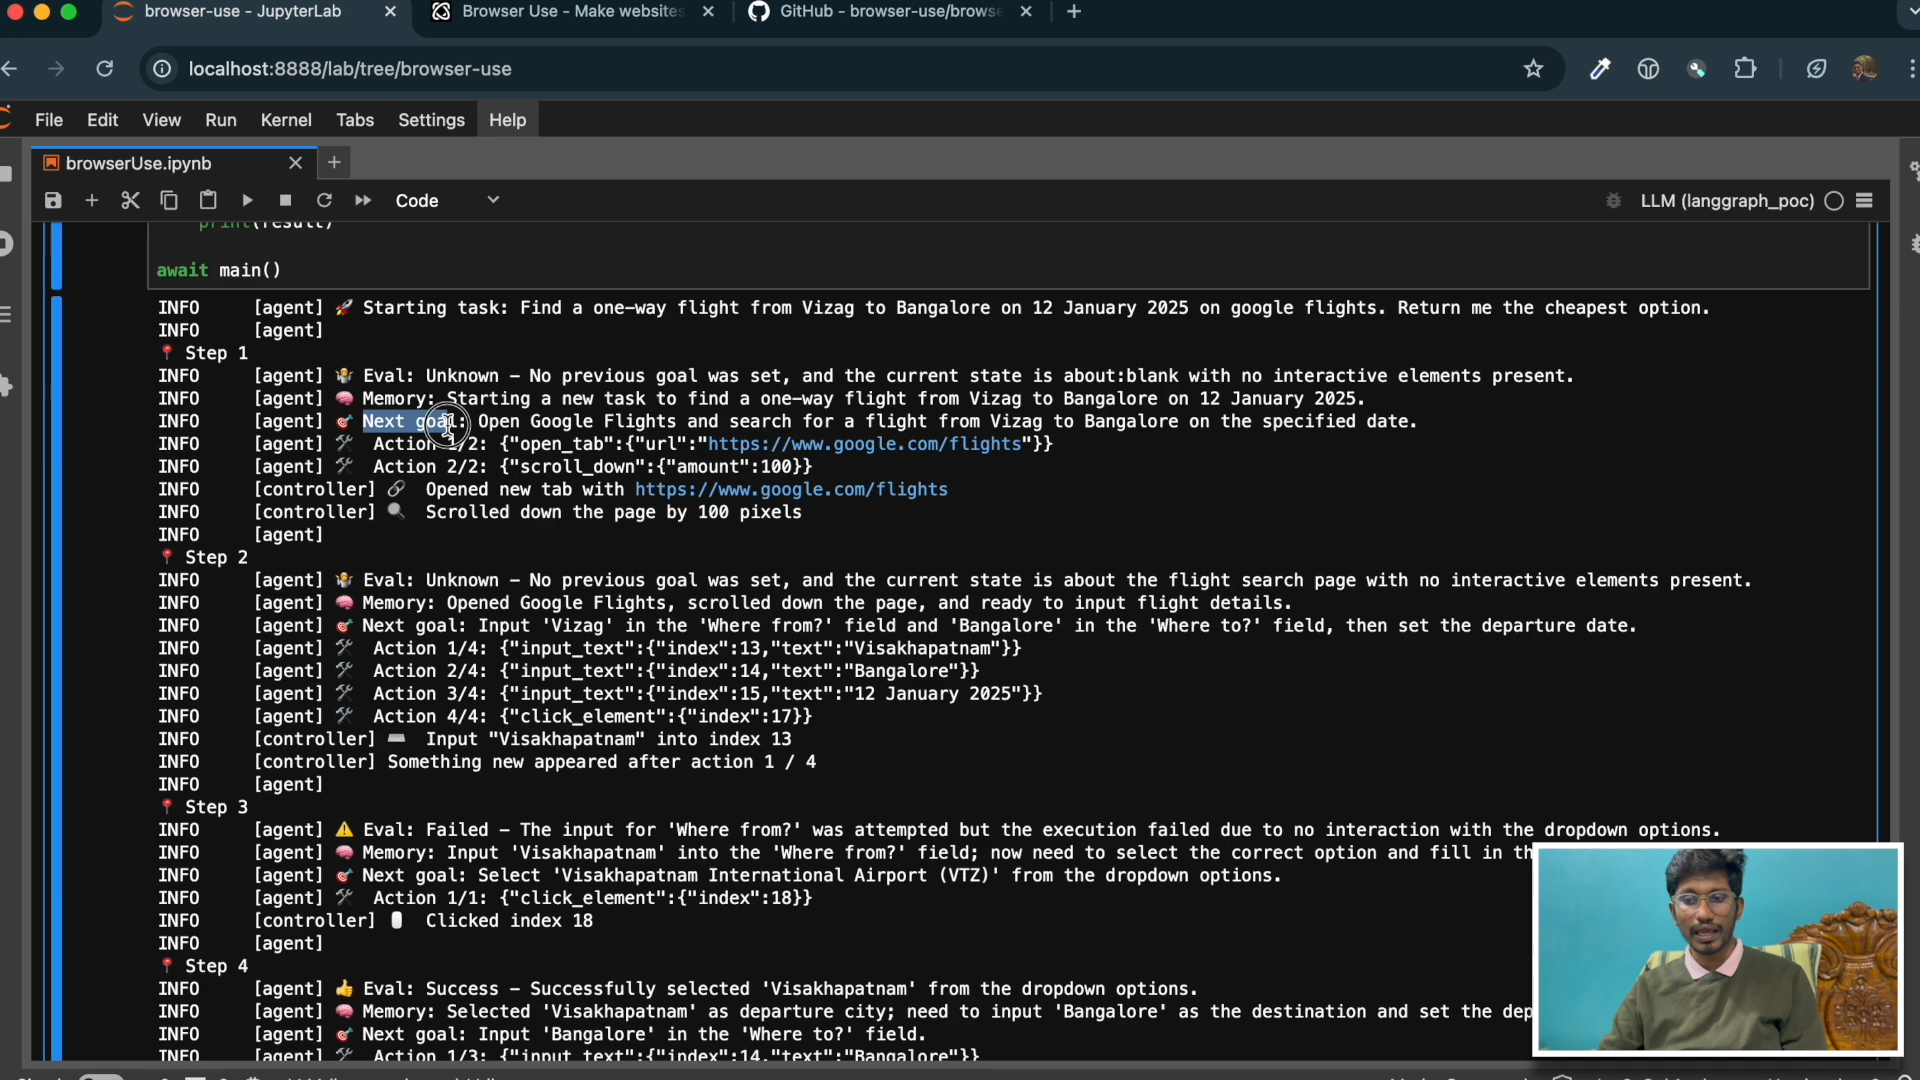 browser-use - JupyterLab
Browser Use - Make websites
GitHub - browser-use/browse
localhost:8888/lab/tree/browser-use
File Edit View Run Kernel Tabs Settings Help
browserUse.ipynb
Code
LLM (langgraph_poc)
print(result)
await main()
INFO [agent] 🚀 Starting task: Find a one-way flight from Vizag to Bangalore on 12 January 2025 on google flights. Return me the cheapest option.
INFO [agent]
📍 Step 1
INFO [agent] 🤷 Eval: Unknown - No previous goal was set, and the current state is about:blank with no interactive elements present.
INFO [agent] 🧠 Memory: Starting a new task to find a one-way flight from Vizag to Bangalore on 12 January 2025.
INFO [agent] 🎯 Next goal: Open Google Flights and search for a flight from Vizag to Bangalore on the specified date.
INFO [agent] 🛠 Action 1/2: {"open_tab":{"url":"https://www.google.com/flights"}}
INFO [agent] 🛠 Action 2/2: {"scroll_down":{"amount":100}}
INFO [controller] 🔗 Opened new tab with https://www.google.com/flights
INFO [controller] 🔍 Scrolled down the page by 100 pixels
INFO [agent]
📍 Step 2
INFO [agent] 🤷 Eval: Unknown - No previous goal was set, and the current state is about the flight search page with no interactive elements present.
INFO [agent] 🧠 Memory: Opened Google Flights, scrolled down the page, and ready to input flight details.
INFO [agent] 🎯 Next goal: Input 'Vizag' in the 'Where from?' field and 'Bangalore' in the 'Where to?' field, then set the departure date.
INFO [agent] 🛠 Action 1/4: {"input_text":{"index":13,"text":"Visakhapatnam"}}
INFO [agent] 🛠 Action 2/4: {"input_text":{"index":14,"text":"Bangalore"}}
INFO [agent] 🛠 Action 3/4: {"input_text":{"index":15,"text":"12 January 2025"}}
INFO [agent] 🛠 Action 4/4: {"click_element":{"index":17}}
INFO [controller] ⌨ Input "Visakhapatnam" into index 13
INFO [controller] Something new appeared after action 1 / 4
INFO [agent]
📍 Step 3
INFO [agent] ⚠ Eval: Failed - The input for 'Where from?' was attempted but the execution failed due to no interaction with the dropdown options.
INFO [agent] 🧠 Memory: Input 'Visakhapatnam' into the 'Where from?' field; now need to select the correct option and fill in th
INFO [agent] 🎯 Next goal: Select 'Visakhapatnam International Airport (VTZ)' from the dropdown options.
INFO [agent] 🛠 Action 1/1: {"click_element":{"index":18}}
INFO [controller] 🖱 Clicked index 18
INFO [agent]
📍 Step 4
INFO [agent] 👍 Eval: Success - Successfully selected 'Visakhapatnam' from the dropdown options.
INFO [agent] 🧠 Memory: Selected 'Visakhapatnam' as departure city; need to input 'Bangalore' as the destination and set the dep
INFO [agent] 🎯 Next goal: Input 'Bangalore' in the 'Where to?' field.
INFO [agent] 🛠 Action 1/3: {"input_text":{"index":14,"text":"Bangalore"}}